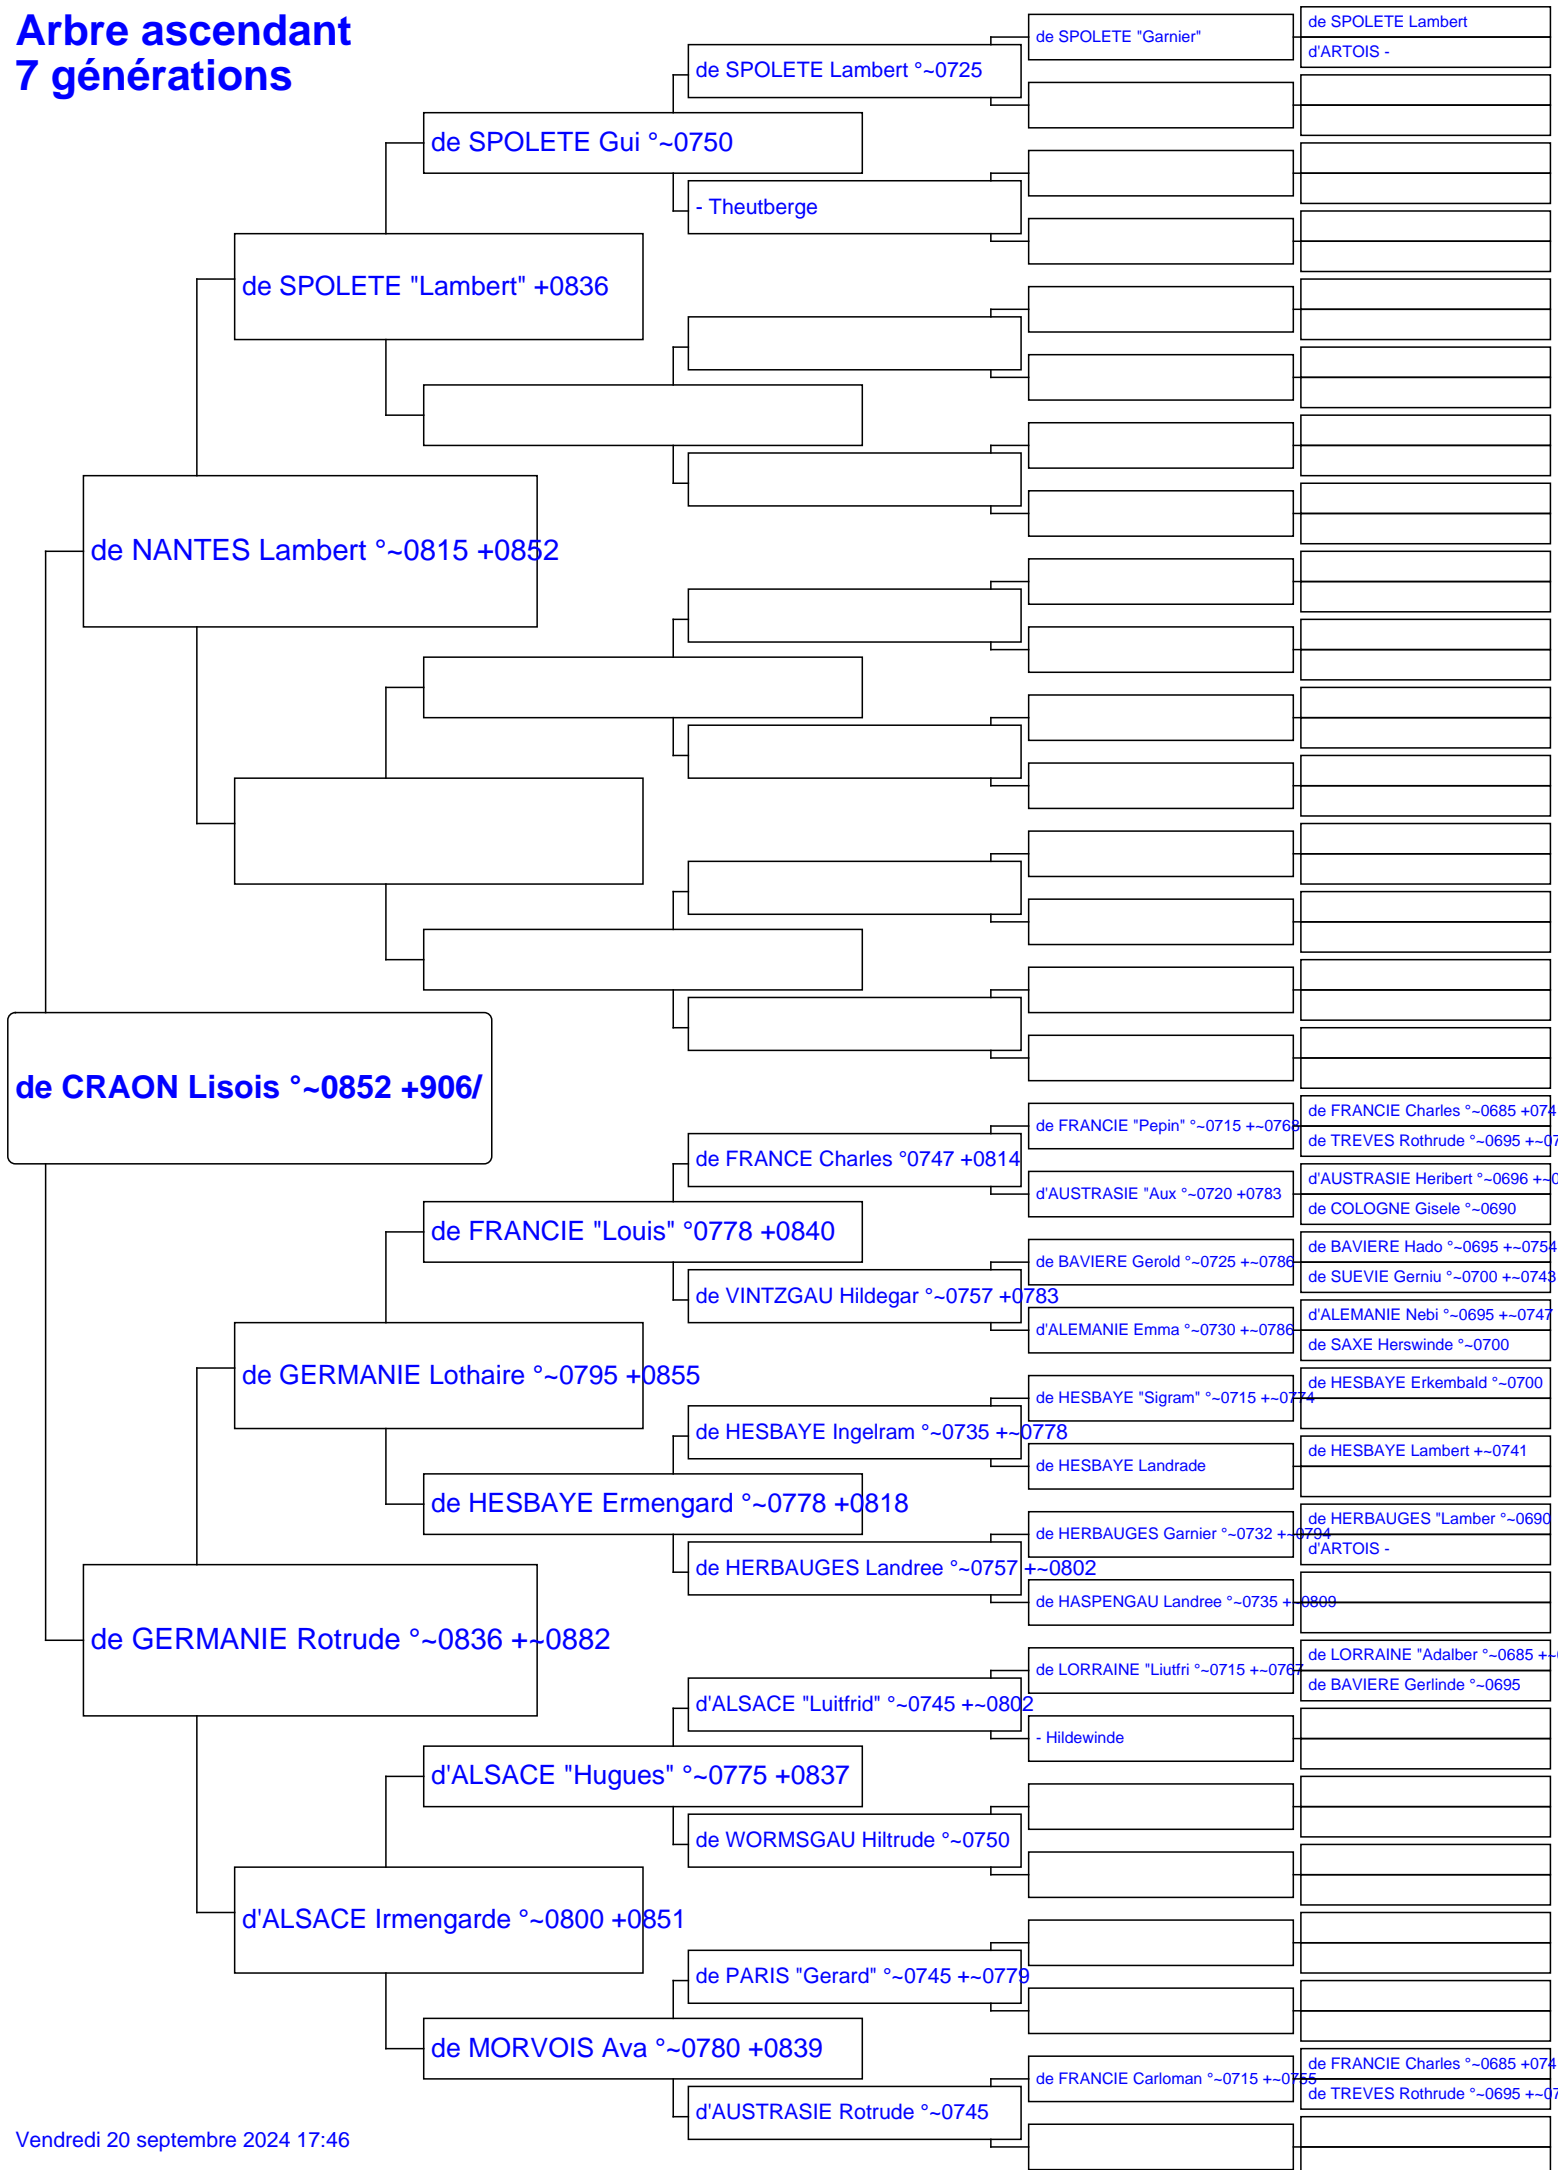 Arbre ascendant
7 générations
de SPOLETE Lambert
de SPOLETE "Garnier"
d'ARTOIS -
de SPOLETE Lambert °~0725
de SPOLETE Gui °~0750
- Theutberge
de SPOLETE "Lambert" +0836
de NANTES Lambert °~0815 +0852
de CRAON Lisois °~0852 +906/
de FRANCIE Charles °~0685 +074
de FRANCIE "Pepin" °~0715 +~0768
de TREVES Rothrude °~0695 +~07
de FRANCE Charles °0747 +0814
d'AUSTRASIE Heribert °~0696 +~0
d'AUSTRASIE "Aux °~0720 +0783
de COLOGNE Gisele °~0690
de FRANCIE "Louis" °0778 +0840
de BAVIERE Hado °~0695 +~0754
de BAVIERE Gerold °~0725 +~0786
de SUEVIE Gerniu °~0700 +~0743
de VINTZGAU Hildegar °~0757 +0783
d'ALEMANIE Nebi °~0695 +~0747
d'ALEMANIE Emma °~0730 +~0786
de SAXE Herswinde °~0700
de GERMANIE Lothaire °~0795 +0855
de HESBAYE Erkembald °~0700
de HESBAYE "Sigram" °~0715 +~0774
de HESBAYE Ingelram °~0735 +~0778
de HESBAYE Lambert +~0741
de HESBAYE Landrade
de HESBAYE Ermengard °~0778 +0818
de HERBAUGES "Lamber °~0690
de HERBAUGES Garnier °~0732 +~0794
d'ARTOIS -
de HERBAUGES Landree °~0757 +~0802
de HASPENGAU Landree °~0735 +~0809
de GERMANIE Rotrude °~0836 +~0882
de LORRAINE "Adalber °~0685 +~
de LORRAINE "Liutfri °~0715 +~0767
de BAVIERE Gerlinde °~0695
d'ALSACE "Luitfrid" °~0745 +~0802
- Hildewinde
d'ALSACE "Hugues" °~0775 +0837
de WORMSGAU Hiltrude °~0750
d'ALSACE Irmengarde °~0800 +0851
de PARIS "Gerard" °~0745 +~0779
de MORVOIS Ava °~0780 +0839
de FRANCIE Charles °~0685 +074
de FRANCIE Carloman °~0715 +~0755
de TREVES Rothrude °~0695 +~07
d'AUSTRASIE Rotrude °~0745
Vendredi 20 septembre 2024 17:46